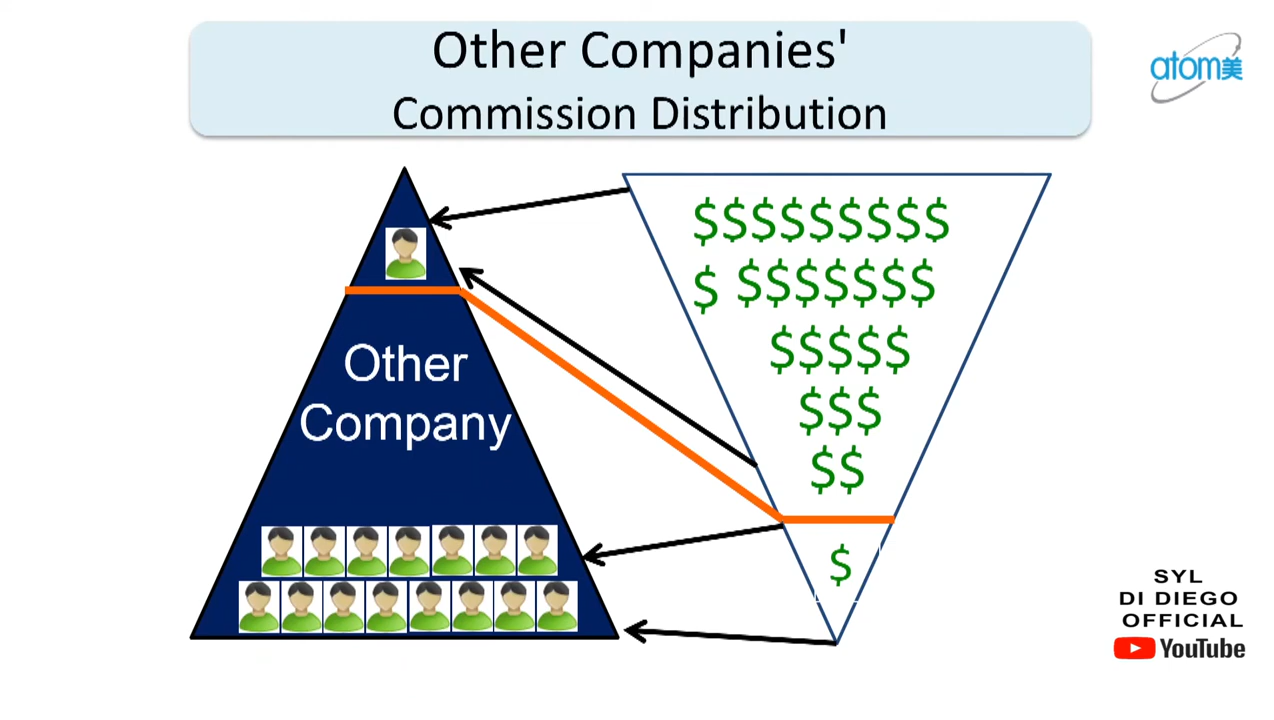 Other Companies'
Commission Distribution
atom美
$$$$$$$$$
$ $$$$$$$
$$$$$
$$$
$$
$
Other
Company
SYL
DI DIEGO
OFFICIAL
YouTube